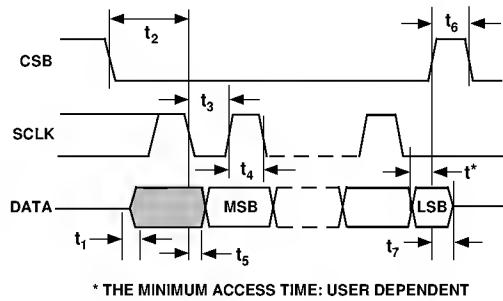 t2
t6
CSB
t3
SCLK
t4
t*
DATA
MSB
LSB
t1
t5
t7
* THE MINIMUM ACCESS TIME: USER DEPENDENT